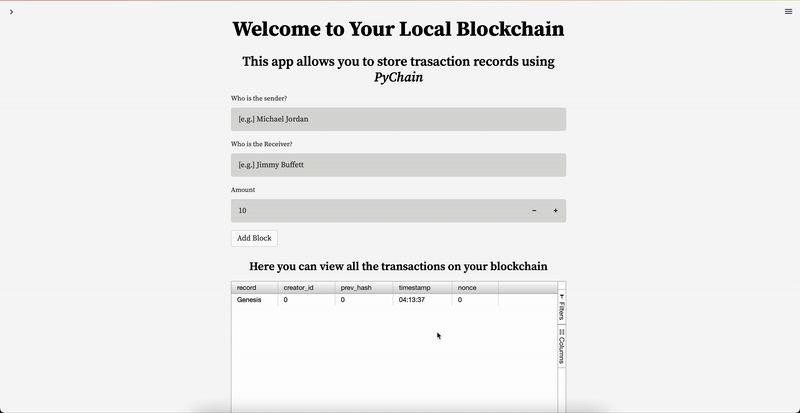 Welcome to Your Local Blockchain
This app allows you to store trasaction records using
PyChain
Who is the sender?
[e.g.] Michael Jordan
Who is the Receiver?
[e.g.] Jimmy Buffett
Amount
10
Add Block
Here you can view all the transactions on your blockchain
record creator_id prev_hash timestamp nonce
Genesis 0 0 04:13:37 0
Filters
Columns